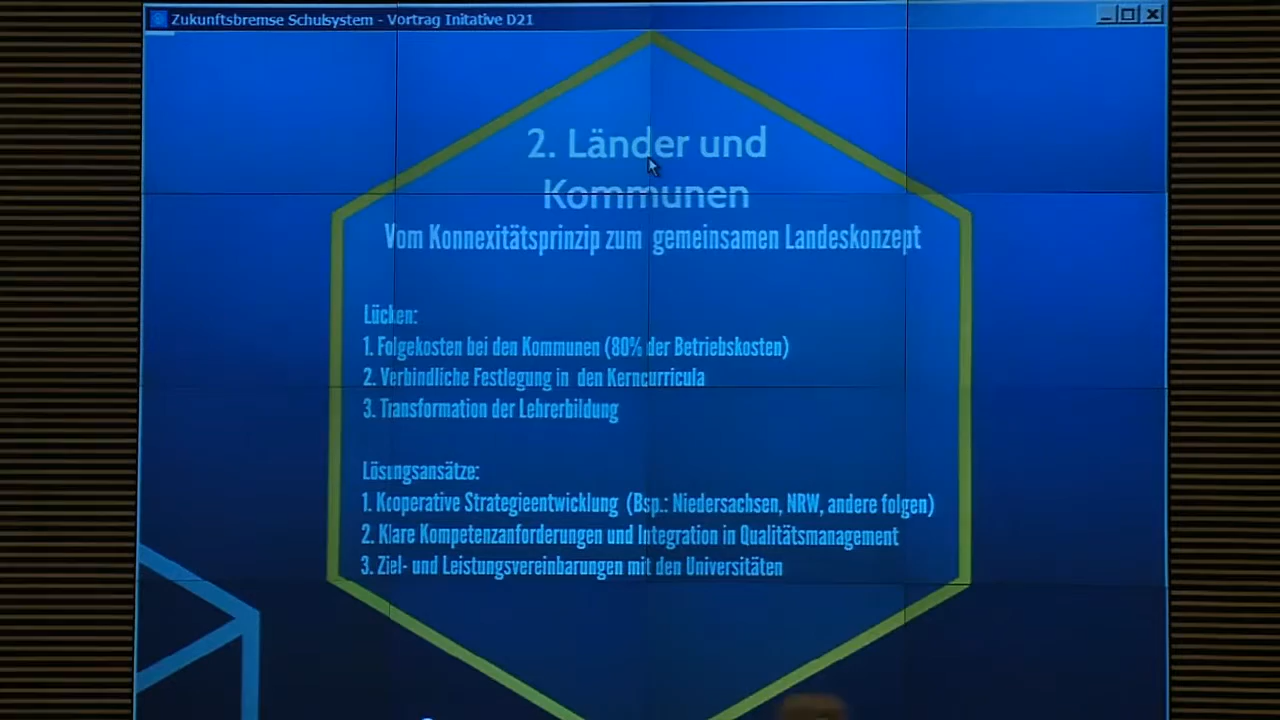 Zukunftsbremse Schulsystem - Vortrag Initative D21
2. Länder und
Kommunen
Vom Konnexitätsprinzip zum gemeinsamen Landeskonzept
Lücken:
1. Folgekosten bei den Kommunen (80% der Betriebskosten)
2. Verbindliche Festlegung in den Kerncurricula
3. Transformation der Lehrerbildung
Lösungsansätze:
1. Kooperative Strategieentwicklung (Bsp.: Niedersachsen, NRW, andere folgen)
2. Klare Kompetenzanforderungen und Integration in Qualitätsmanagement
3. Ziel- und Leistungsvereinbarungen mit den Universitäten